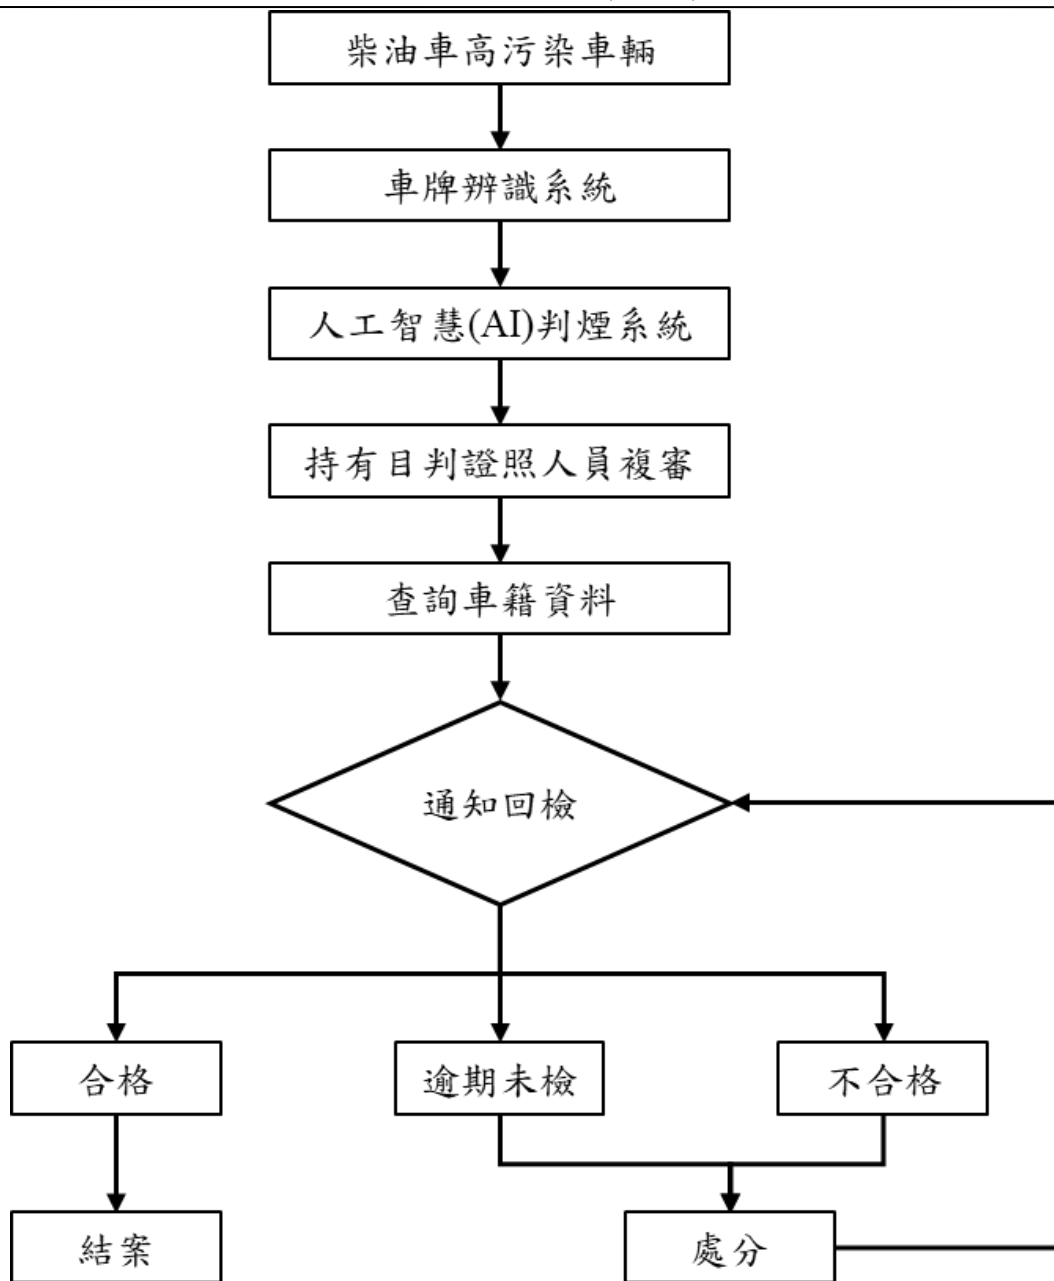 柴油車高污染車輛
車牌辨識系統
人工智慧(AI)判煙系統
持有目判證照人員複審
查詢車籍資料
通知回檢
合格
逾期未檢
不合格
結案
處分